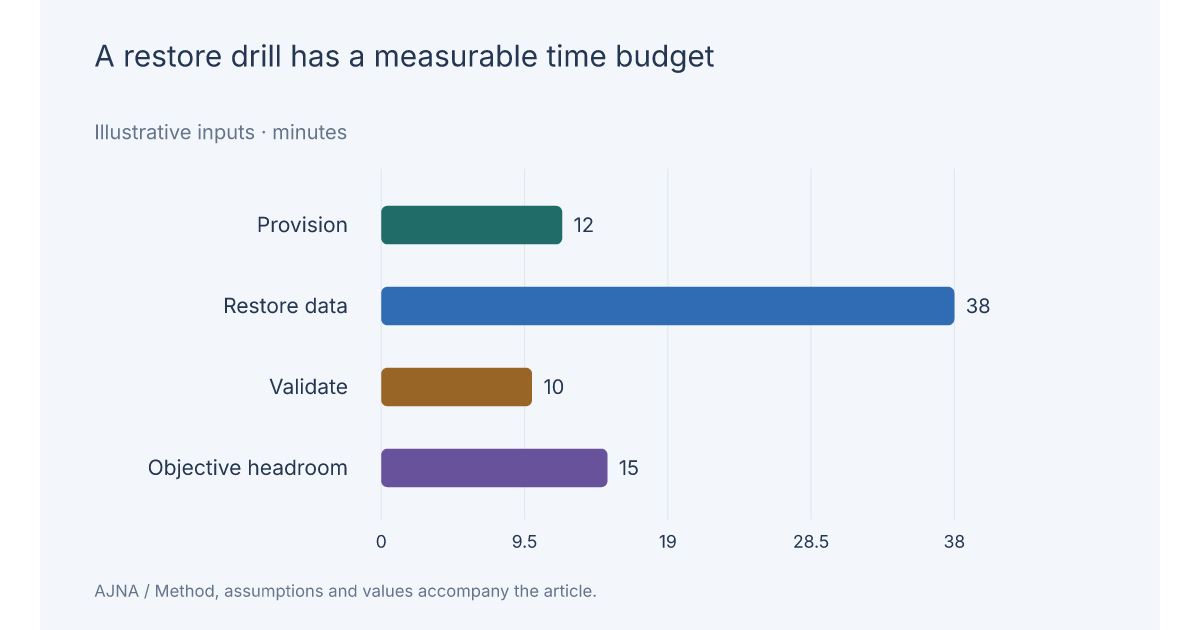 A restore drill has a measurable time budget
Illustrative inputs · minutes
Provision 12
Restore data 38
Validate 10
Objective headroom 15
0 9.5 19 28.5 38
AJNA / Method, assumptions and values accompany the article.